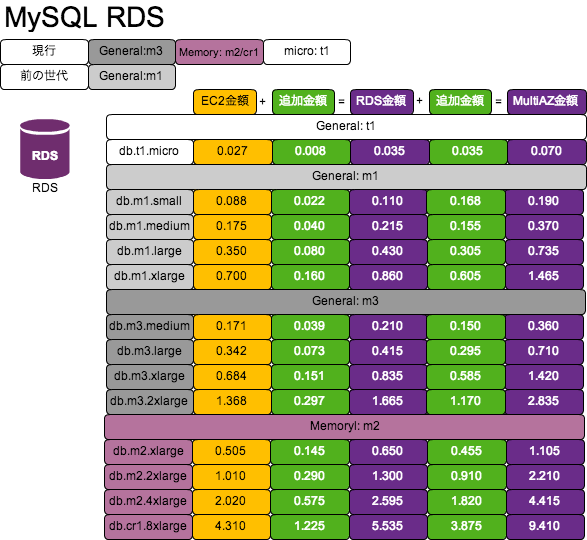 MySQL RDS
現行 General:m3 Memory: m2/cr1 micro: t1
前の世代 General:m1
EC2金額 + 追加金額 = RDS金額 + 追加金額 = MultiAZ金額
General: t1
RDS
RDS
db.t1.micro 0.027 0.008 0.035 0.035 0.070
General: m1
db.m1.small 0.088 0.022 0.110 0.168 0.190
db.m1.medium 0.175 0.040 0.215 0.155 0.370
db.m1.large 0.350 0.080 0.430 0.305 0.735
db.m1.xlarge 0.700 0.160 0.860 0.605 1.465
General: m3
db.m3.medium 0.171 0.039 0.210 0.150 0.360
db.m3.large 0.342 0.073 0.415 0.295 0.710
db.m3.xlarge 0.684 0.151 0.835 0.585 1.420
db.m3.2xlarge 1.368 0.297 1.665 1.170 2.835
Memoryl: m2
db.m2.xlarge 0.505 0.145 0.650 0.455 1.105
db.m2.2xlarge 1.010 0.290 1.300 0.910 2.210
db.m2.4xlarge 2.020 0.575 2.595 1.820 4.415
db.cr1.8xlarge 4.310 1.225 5.535 3.875 9.410